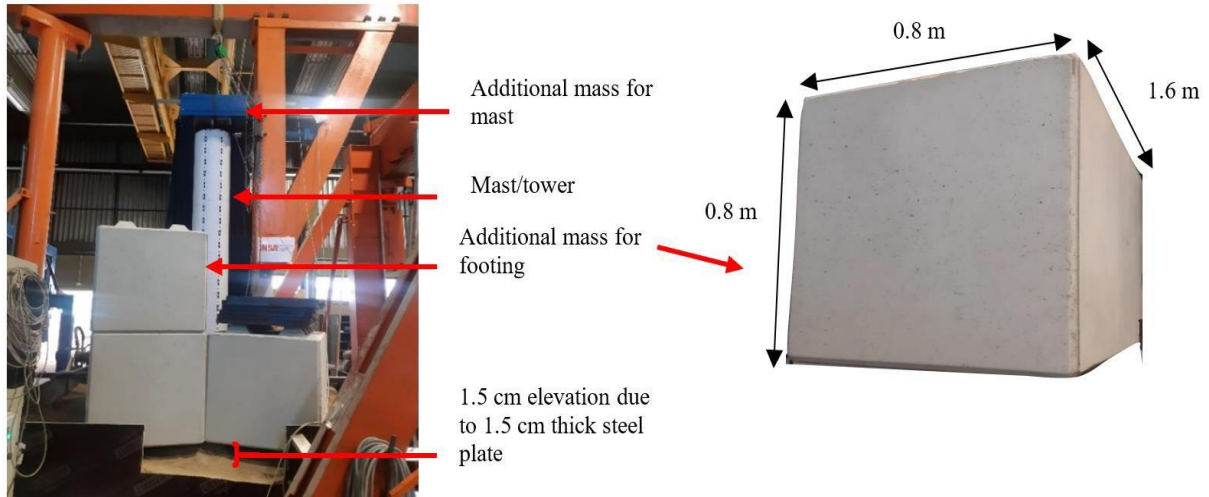 0.8 m
1.6 m
0.8 m
Additional mass for
mast
Mast/tower
Additional mass for
footing
1.5 cm elevation due
to 1.5 cm thick steel
plate